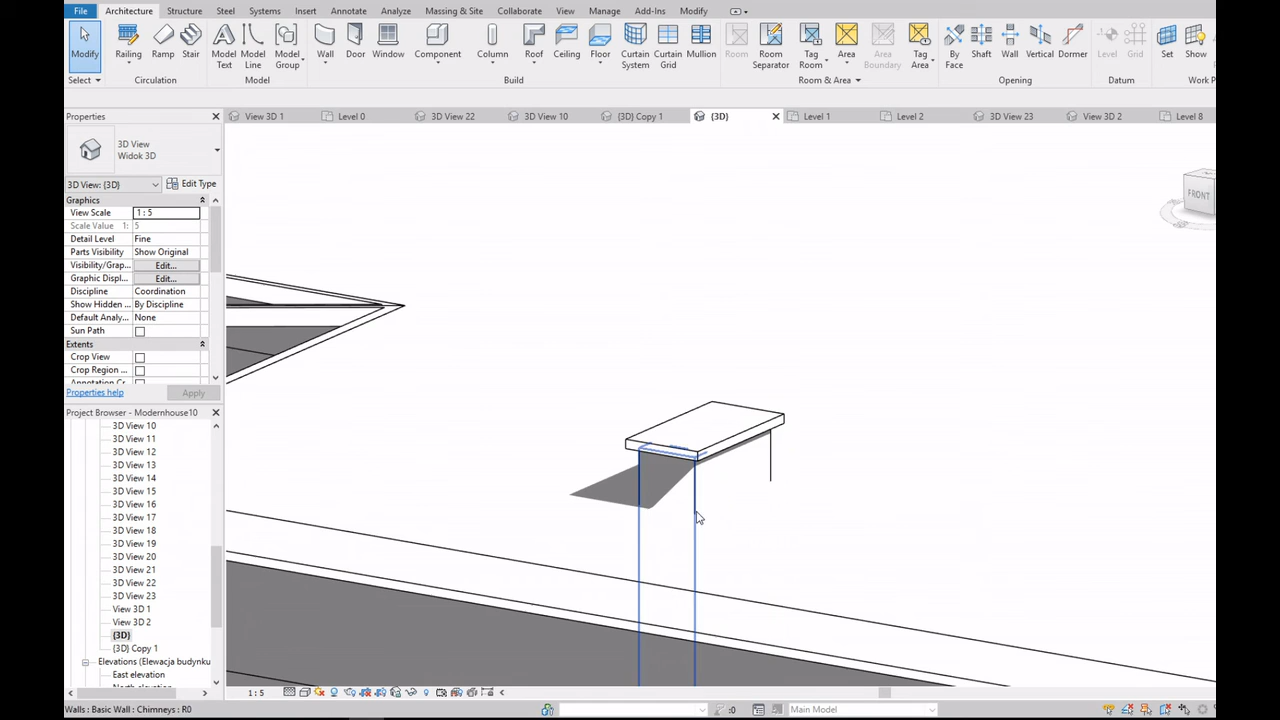 File Architecture Structure Steel Systems Insert Annotate Analyze Massing & Site Collaborate View Manage Add-Ins Modify
Modify Railing Ramp Stair Model Text Model Line Model Group Wall Door Window Component Column Roof Ceiling Floor Curtain System Curtain Grid Mullion Room Room Separator Tag Room Area Area Boundary Tag Area By Face Shaft Wall Vertical Dormer Level Grid Set Show
Select Circulation Model Build Room & Area Opening Datum Work P
Properties
View 3D 1 Level 0 3D View 22 3D View 10 {3D} Copy 1 {3D} Level 1 Level 2 3D View 23 View 3D 2 Level 8
3D View
Widok 3D
3D View: {3D} Edit Type
Graphics
View Scale 1 : 5
Scale Value 1: 5
Detail Level Fine
Parts Visibility Show Original
Visibility/Grap... Edit...
Graphic Displ... Edit...
Discipline Coordination
Show Hidden ... By Discipline
Default Analy... None
Sun Path
Extents
Crop View
Crop Region ...
Annotation Cr
Properties help Apply
Project Browser - Modernhouse10
3D View 10
3D View 11
3D View 12
3D View 13
3D View 14
3D View 15
3D View 16
3D View 17
3D View 18
3D View 19
3D View 20
3D View 21
3D View 22
3D View 23
View 3D 1
View 3D 2
{3D}
{3D} Copy 1
Elevations (Elewacja budynku
East elevation
North elevation
FRONT
1 : 5
Walls : Basic Wall : Chimneys : R0 :0 Main Model